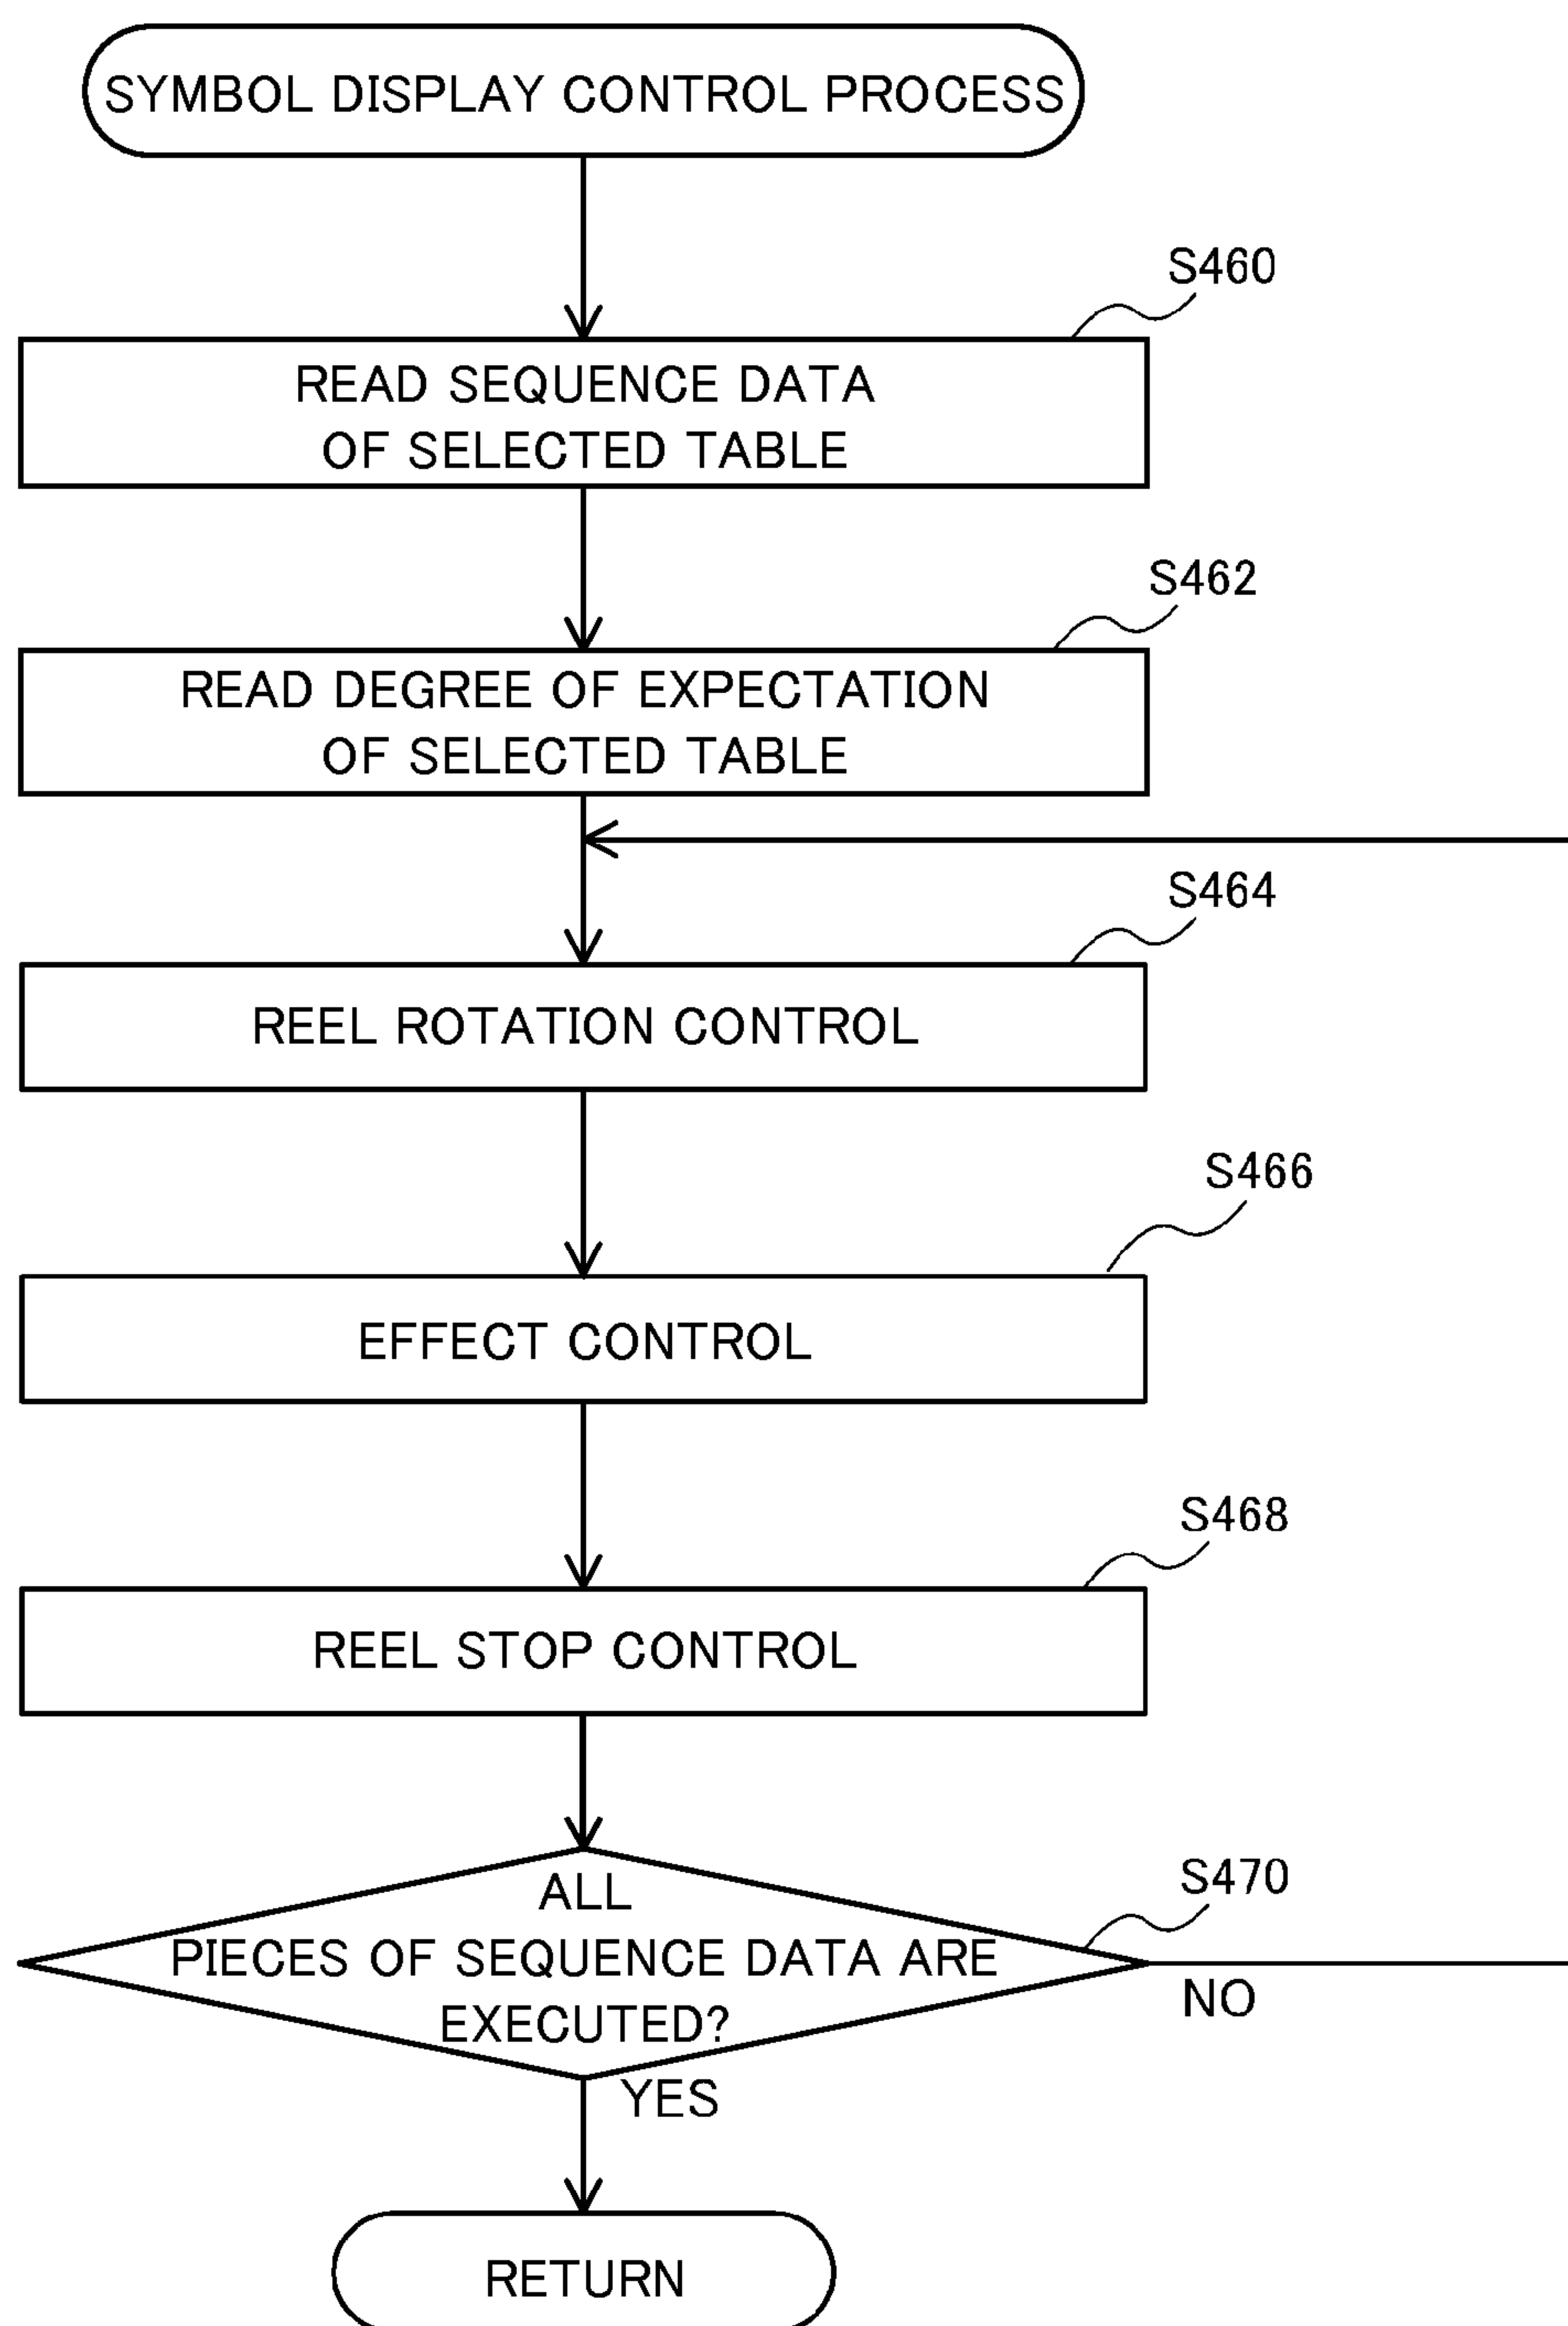 SYMBOL DISPLAY CONTROL PROCESS
S460
READ SEQUENCE DATA
OF SELECTED TABLE
S462
READ DEGREE OF EXPECTATION
OF SELECTED TABLE
S464
REEL ROTATION CONTROL
S466
EFFECT CONTROL
S468
REEL STOP CONTROL
S470
ALL
PIECES OF SEQUENCE DATA ARE
EXECUTED?
NO
YES
RETURN